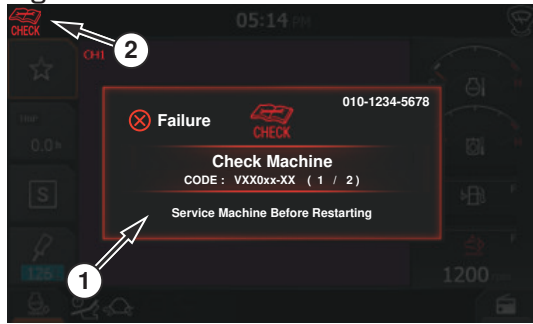 CHECK
05:14 PM
2
CH1
010-1234-5678
Failure
CHECK
Check Machine
CODE : VXX0xx-XX ( 1 / 2)
0.0 h
S
Service Machine Before Restarting
1
126
1200